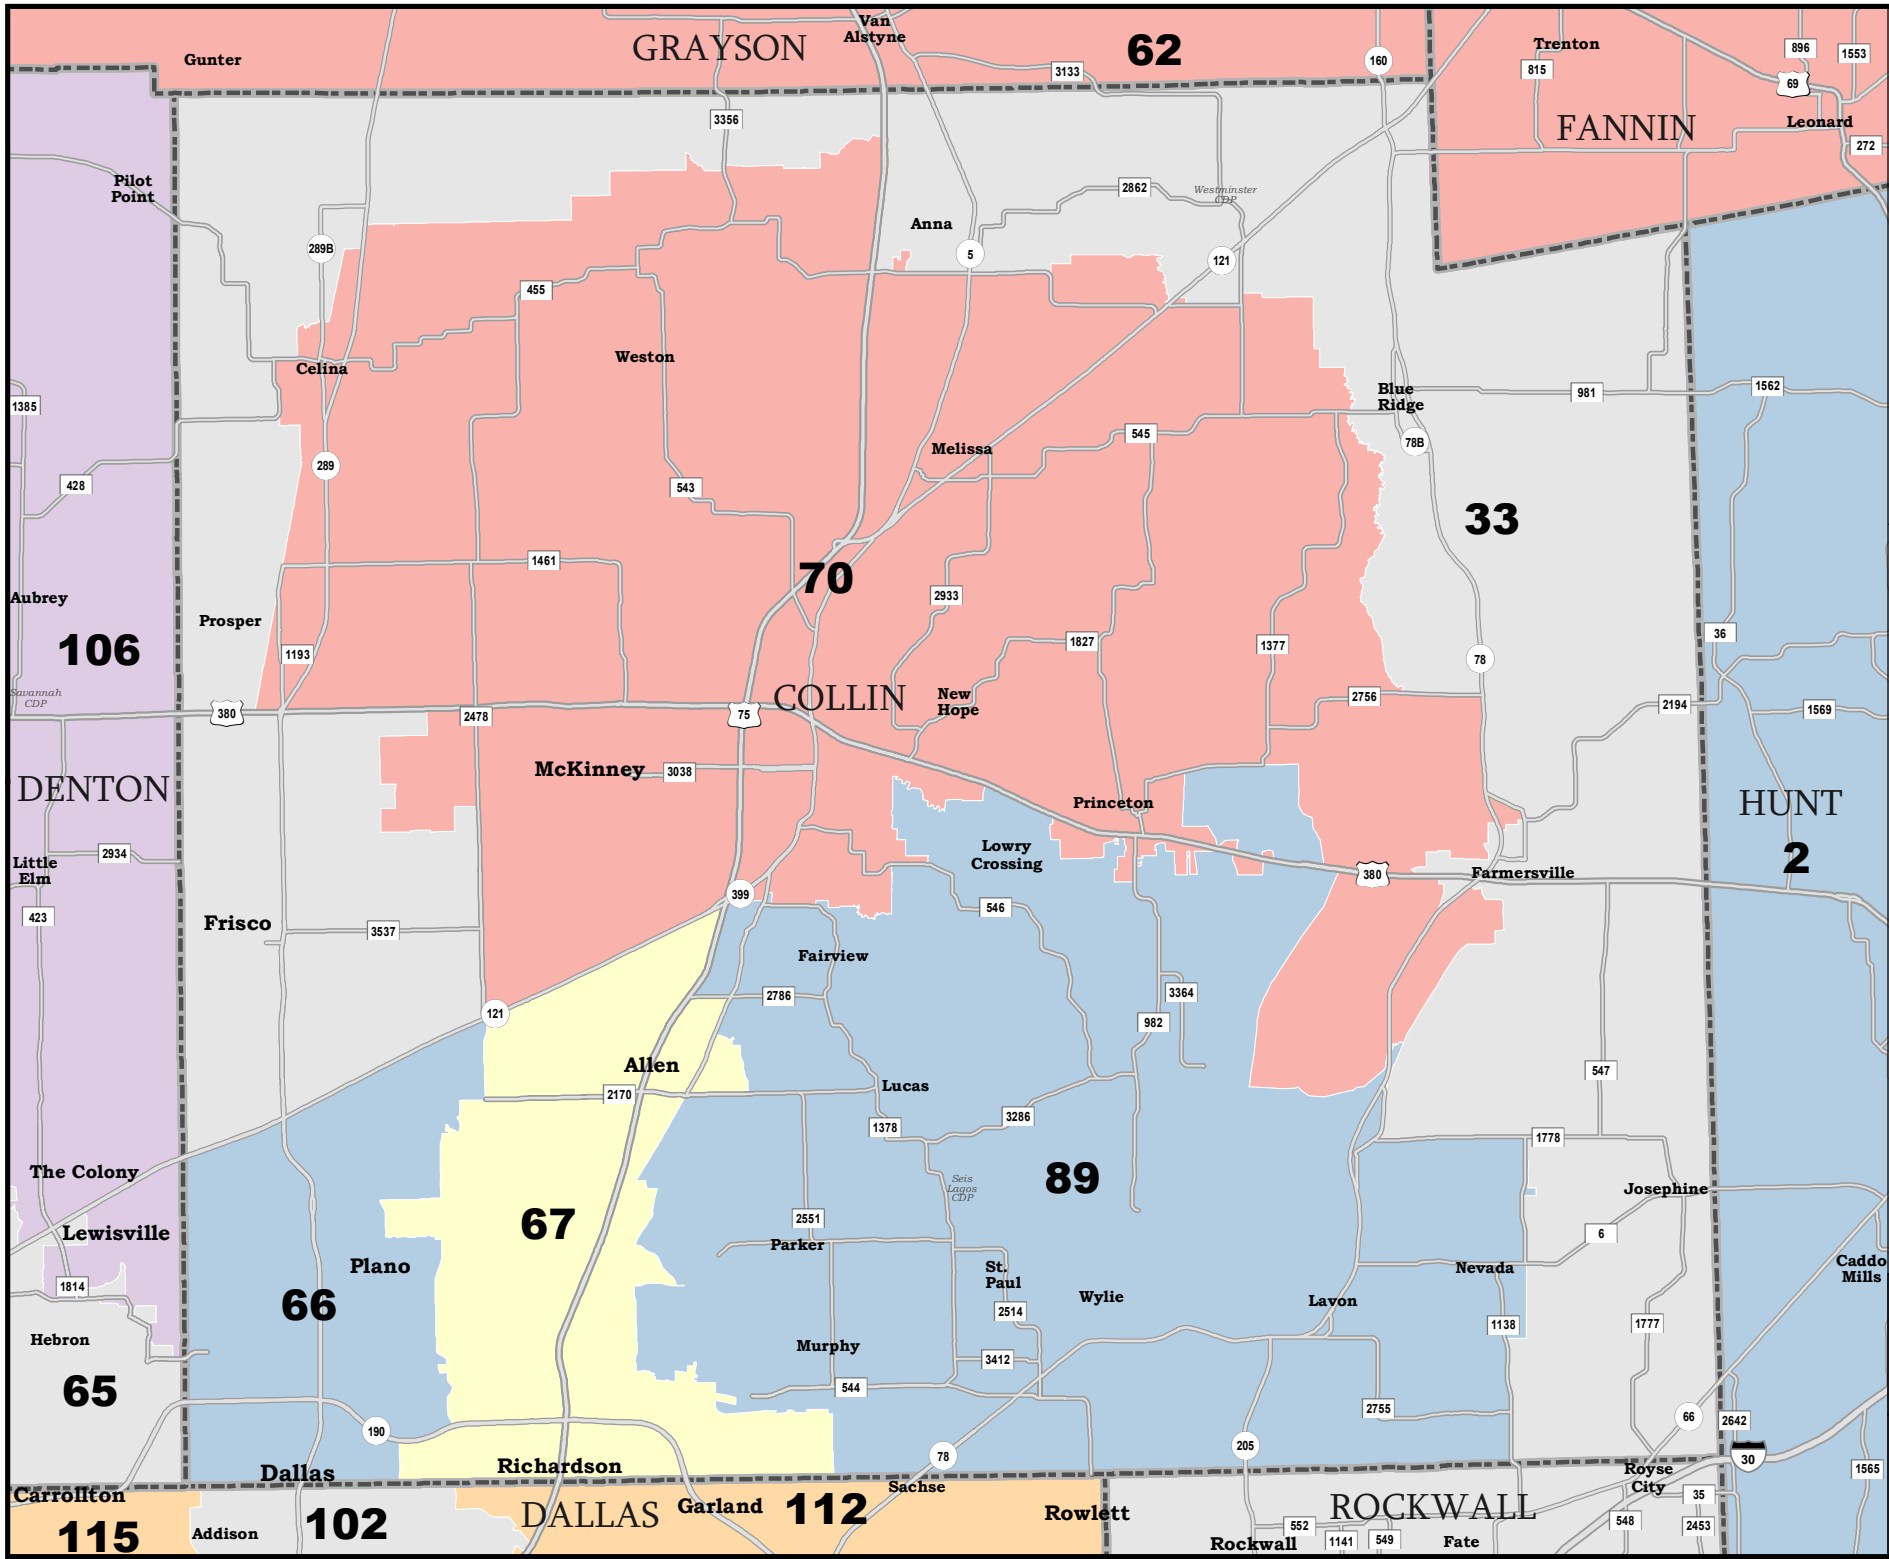 Van
Alstyne
GRAYSON
62
Gunter
Trenton
896
1553
160
815
3133
69
3356
FANNIN
Leonard
272
Pilot
Point
2862
Westminster
CDP
Anna
289B
5
121
455
Weston
Celina
Blue
Ridge
981
1562
1385
545
78B
Melissa
289
428
543
33
1461
70
2933
Aubrey
Prosper
36
106
1827
1377
1193
78
Savannah
CDP
COLLIN
New
Hope
2756
380
2478
75
2194
1569
McKinney
3038
DENTON
Princeton
HUNT
2934
Lowry
Crossing
2
Little
Elm
380
Farmersville
399
423
546
Frisco
3537
Fairview
2786
3364
121
982
Allen
547
2170
Lucas
3286
1378
1778
The Colony
89
Seis
Lagos
CDP
Josephine
67
2551
Lewisville
6
Parker
Plano
St.
Paul
Nevada
Caddo
Mills
1814
66
Wylie
Lavon
2514
1138
1777
Hebron
Murphy
3412
65
544
2755
66
2642
190
205
78
30
Dallas
Richardson
Royse
City
1565
Sachse
Carrollton
35
DALLAS
Garland
112
Rowlett
ROCKWALL
115
Addison
102
552
548
2453
Rockwall
1141
549
Fate